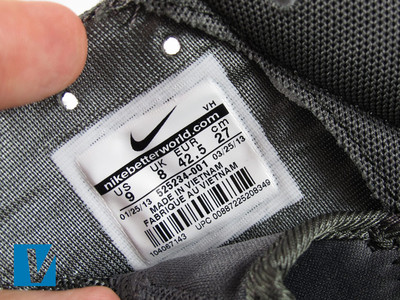 VH
nikebetterworld.com
US UK EUR cm
9 8 42.5 27
01/25/13 525234-001 03/25/13
MADE IN VIETNAM
FABRIQUE AU VIETNAM
104067143 UPC 00887225208349
V